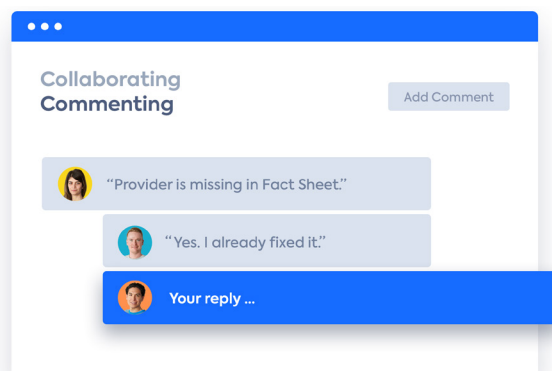 Collaborating
Commenting
Add Comment
“Provider is missing in Fact Sheet.”
“Yes. I already fixed it.”
Your reply ...